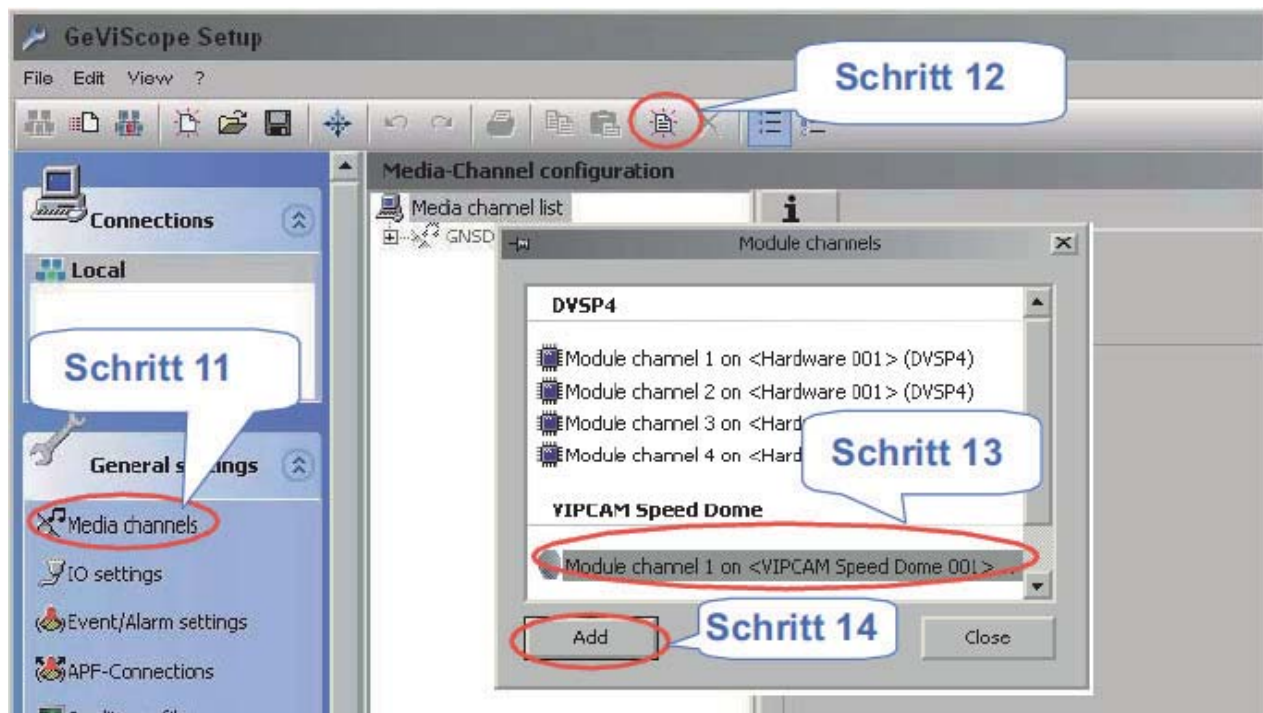 GeViScope Setup
File Edit View ?
Schritt 12
Connections
Local
Schritt 11
General s ings
Media channels
IO settings
Event/Alarm settings
APF-Connections
Media-Channel configuration
Media channel list
GNSD
i
Module channels
DVSP4
Module channel 1 on <Hardware 001> (DVSP4)
Module channel 2 on <Hardware 001> (DVSP4)
Module channel 3 on <Hard
Module channel 4 on <Hard
Schritt 13
VIPCAM Speed Dome
Module channel 1 on <VIPCAM Speed Dome 001> ...
Add
Schritt 14
Close